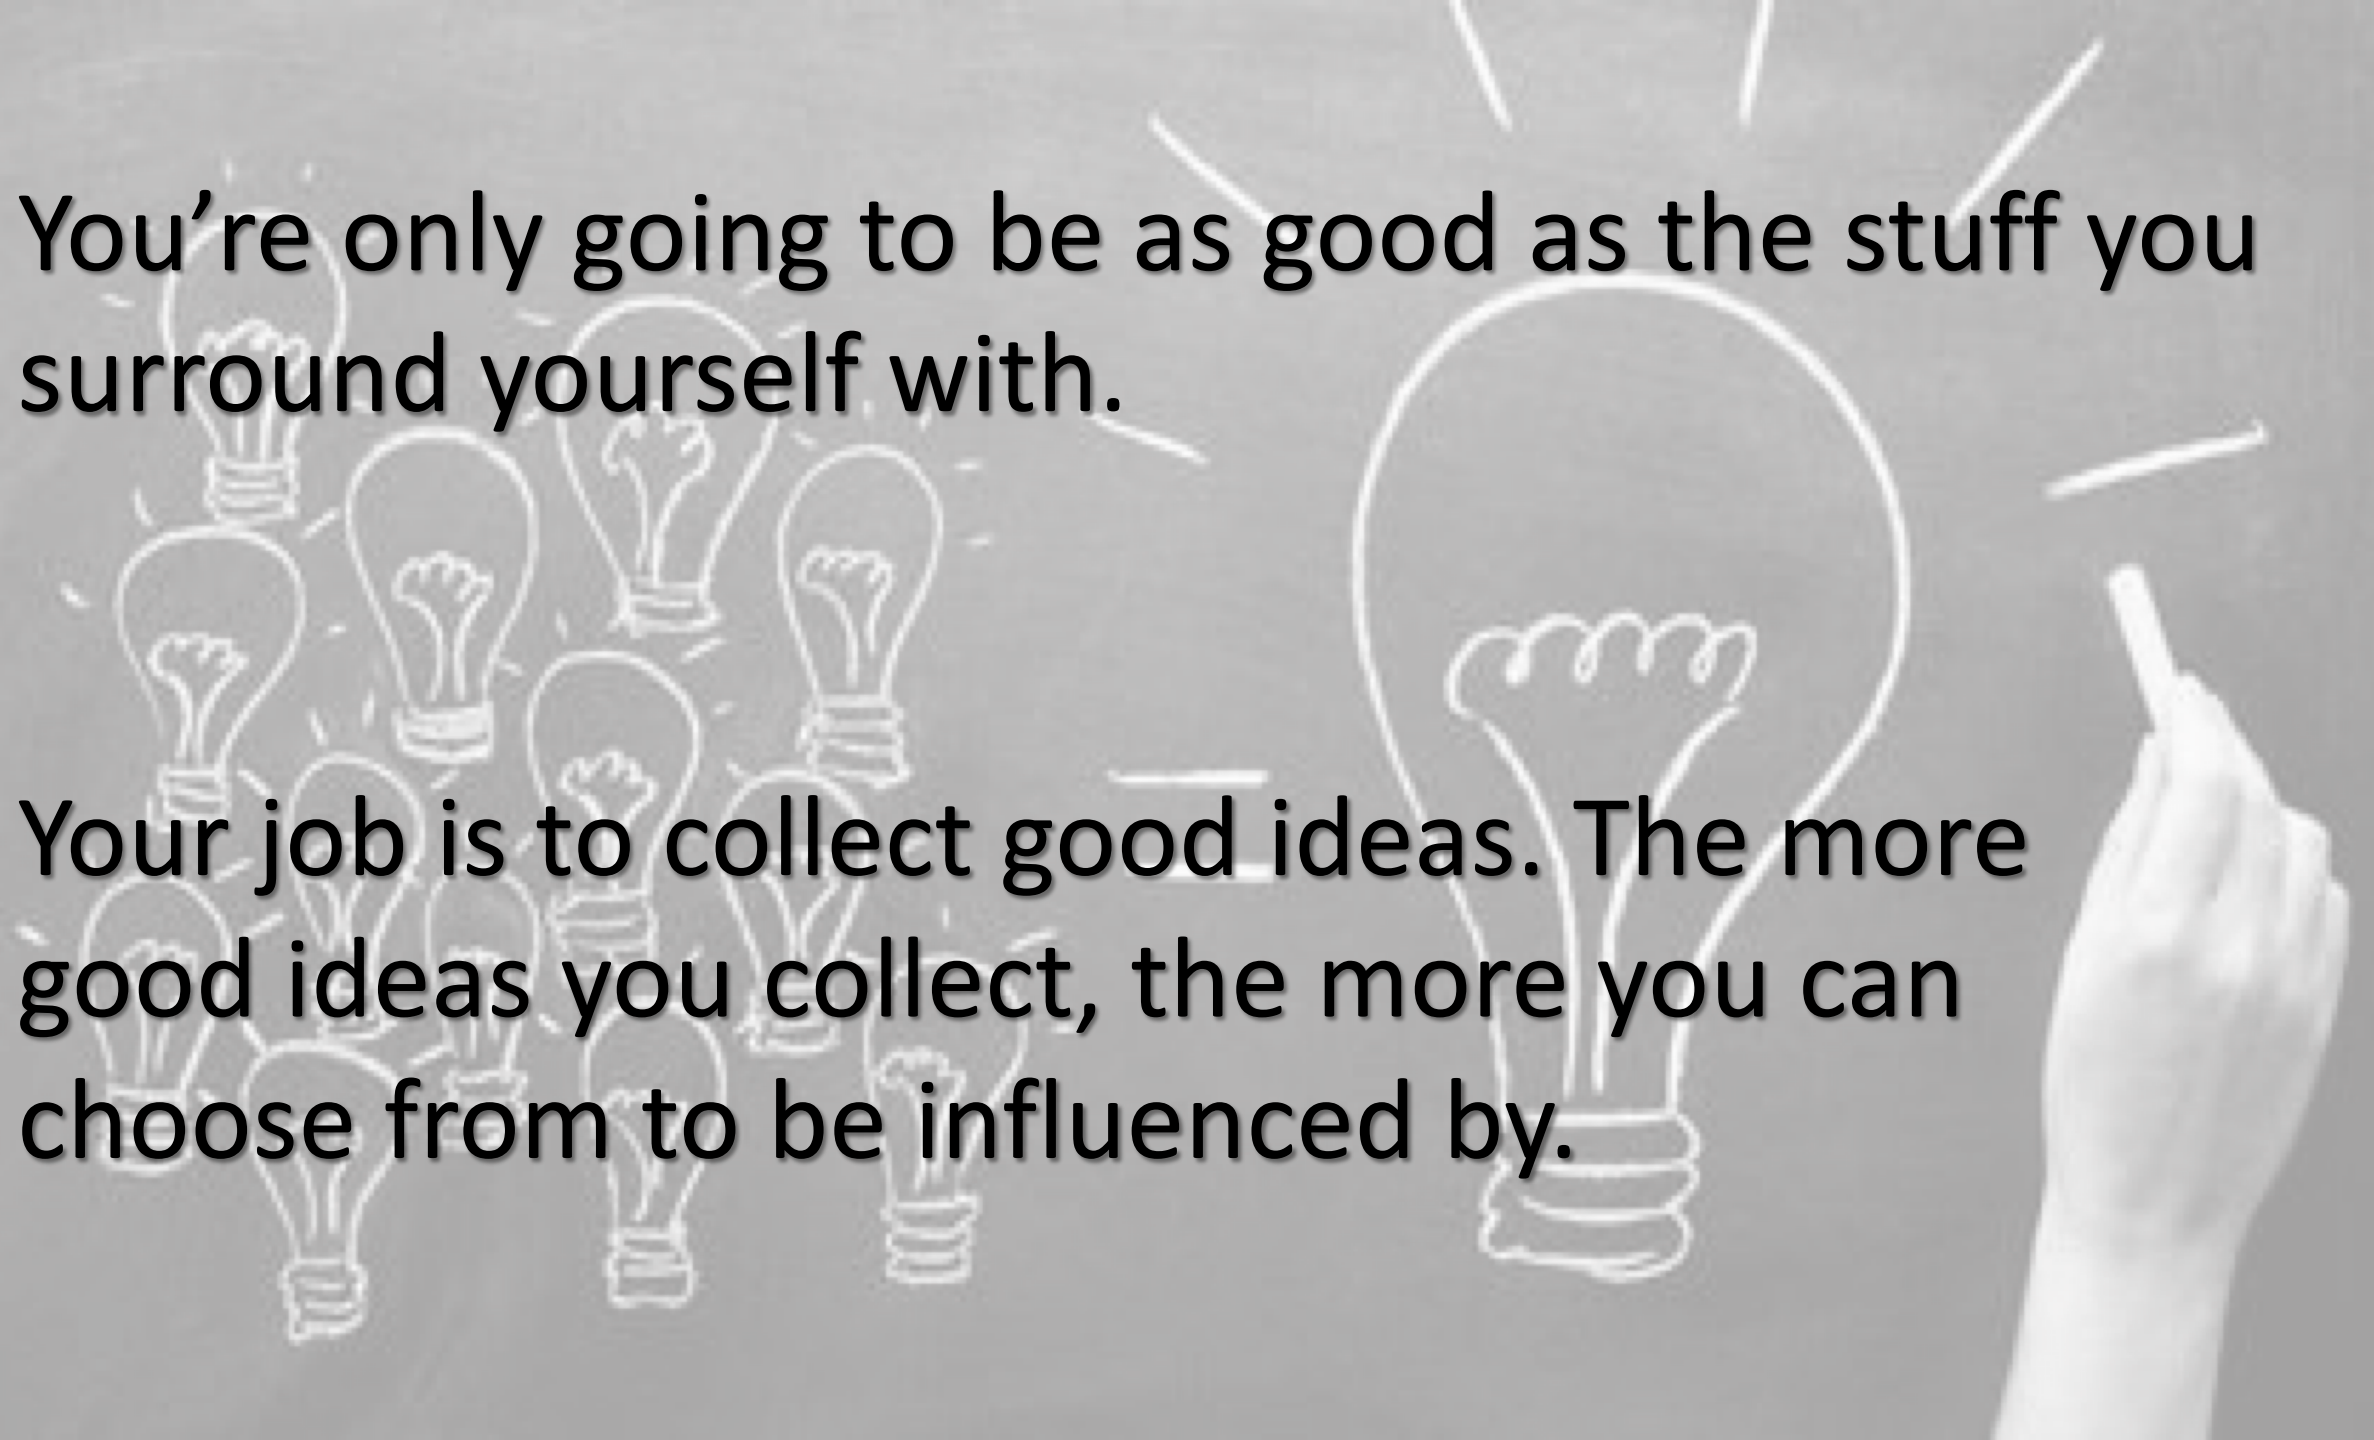 You’re only going to be as good as the stuff you
surround yourself with.
Your job is to collect good ideas. The more
good ideas you collect, the more you can
choose from to be influenced by.